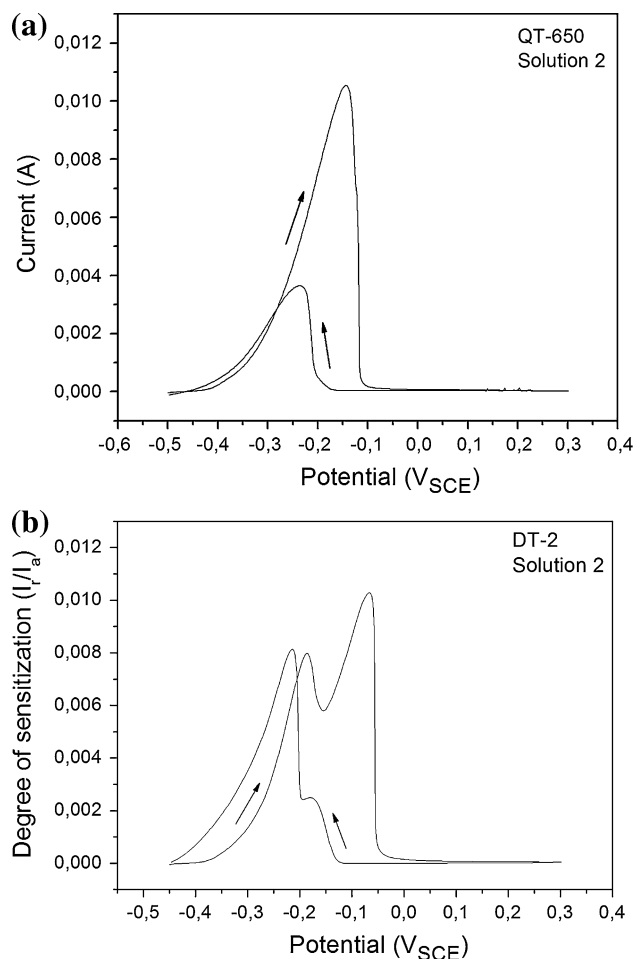 (a)
0,012
0,010
0,008
0,006
0,004
0,002
0,000
Current (A)
QT-650
Solution 2
-0,6 -0,5 -0,4 -0,3 -0,2 -0,1 0,0 0,1 0,2 0,3 0,4
Potential (V_SCE)
(b)
0,012
0,010
0,008
0,006
0,004
0,002
0,000
Degree of sensitization (I_r/I_a)
DT-2
Solution 2
-0,5 -0,4 -0,3 -0,2 -0,1 0,0 0,1 0,2 0,3 0,4
Potential (V_SCE)